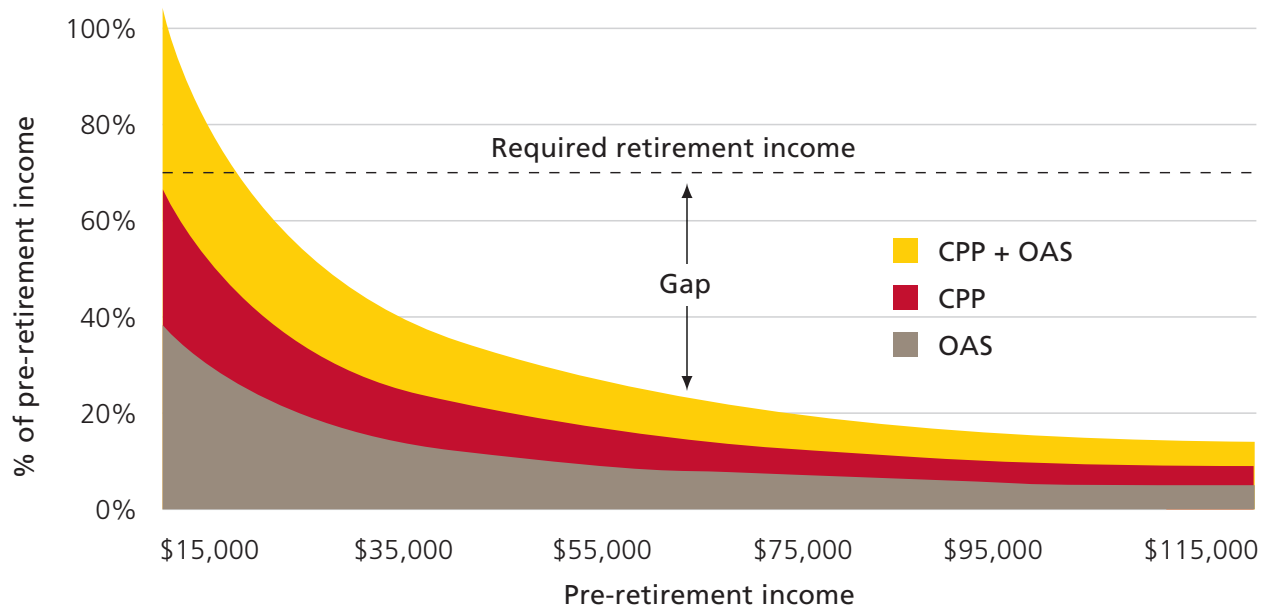 100%
80%
60%
40%
20%
0%
% of pre-retirement income
Required retirement income
Gap
CPP + OAS
CPP
OAS
$15,000 $35,000 $55,000 $75,000 $95,000 $115,000
Pre-retirement income